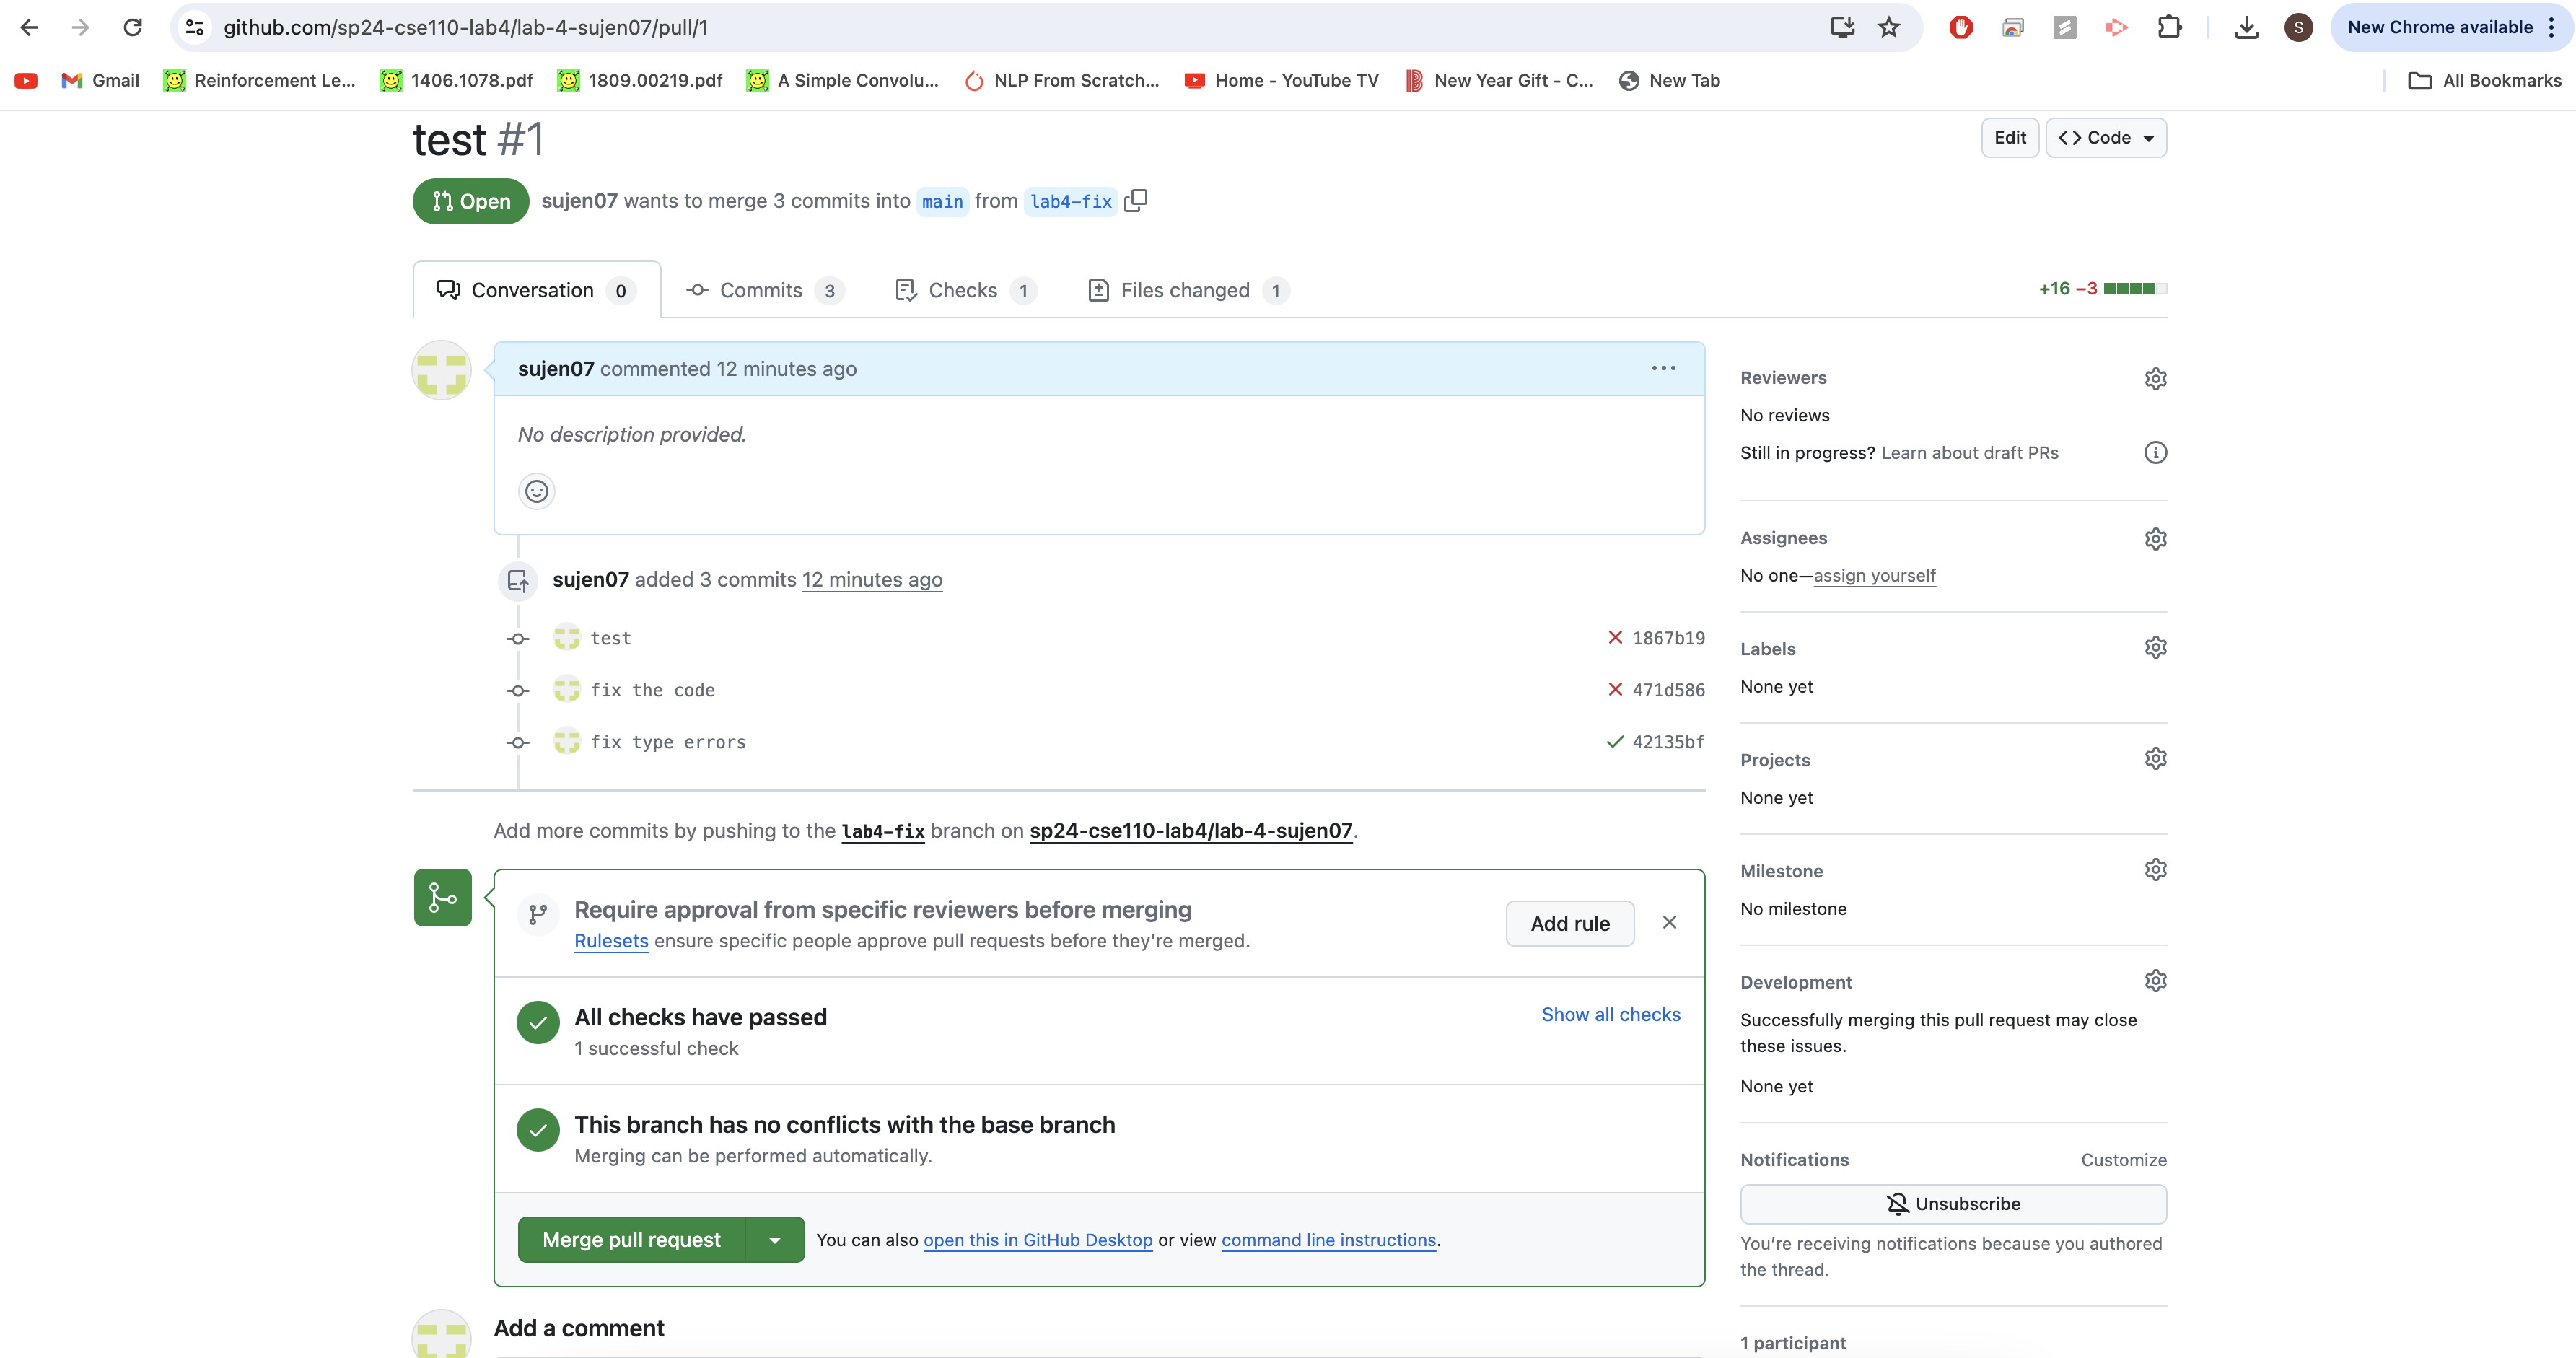 github.com/sp24-cse110-lab4/lab-4-sujen07/pull/1
S
New Chrome available
Gmail
Reinforcement Le...
1406.1078.pdf
1809.00219.pdf
A Simple Convolu...
NLP From Scratch...
Home - YouTube TV
New Year Gift - C...
New Tab
All Bookmarks
test #1
Edit
Code
Open
sujen07 wants to merge 3 commits into main from lab4-fix
Conversation 0
Commits 3
Checks 1
Files changed 1
+16 −3
sujen07 commented 12 minutes ago
No description provided.
sujen07 added 3 commits 12 minutes ago
test 1867b19
fix the code 471d586
fix type errors 42135bf
Add more commits by pushing to the lab4-fix branch on sp24-cse110-lab4/lab-4-sujen07.
Require approval from specific reviewers before merging
Rulesets ensure specific people approve pull requests before they're merged.
Add rule
All checks have passed
1 successful check
Show all checks
This branch has no conflicts with the base branch
Merging can be performed automatically.
Merge pull request
You can also open this in GitHub Desktop or view command line instructions.
Add a comment
Reviewers
No reviews
Still in progress? Learn about draft PRs
Assignees
No one—assign yourself
Labels
None yet
Projects
None yet
Milestone
No milestone
Development
Successfully merging this pull request may close
these issues.
None yet
Notifications
Customize
Unsubscribe
You're receiving notifications because you authored
the thread.
1 participant